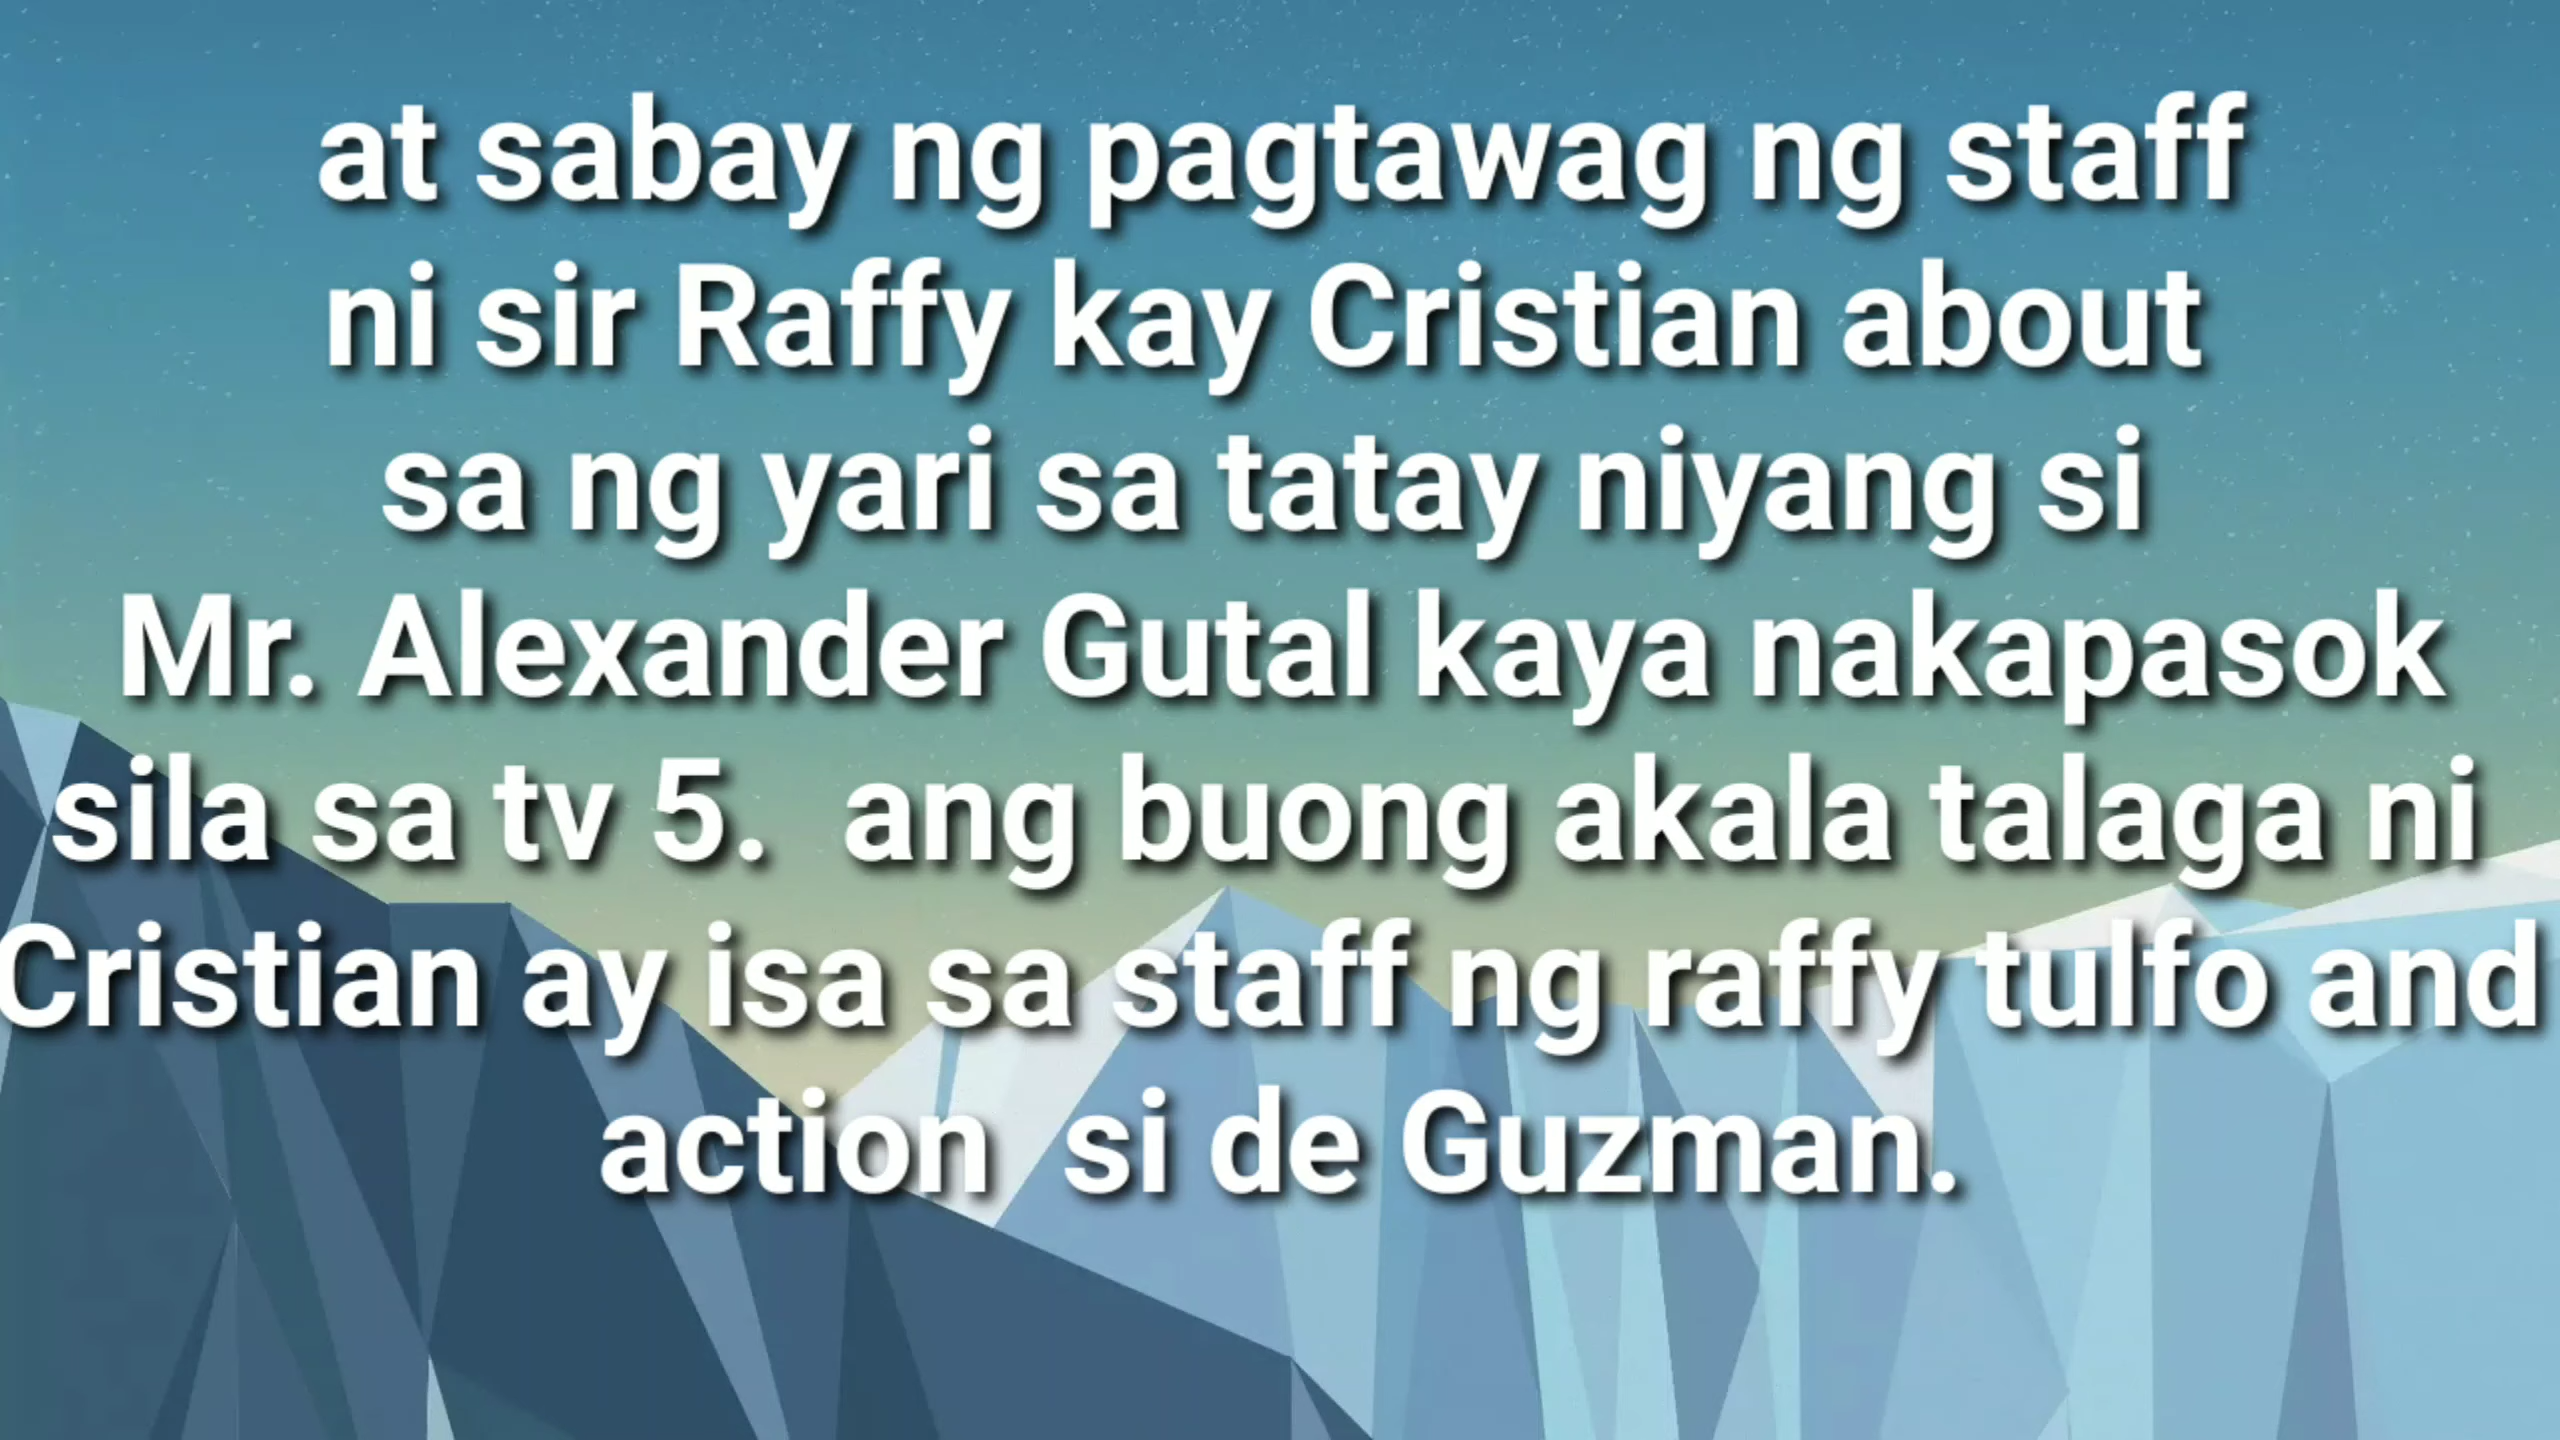 at sabay ng pagtawag ng staff
ni sir Raffy kay Cristian about
sa ng yari sa tatay niyang si
Mr. Alexander Gutal kaya nakapasok
sila sa tv 5.  ang buong akala talaga ni
Cristian ay isa sa staff ng raffy tulfo and
action  si de Guzman.